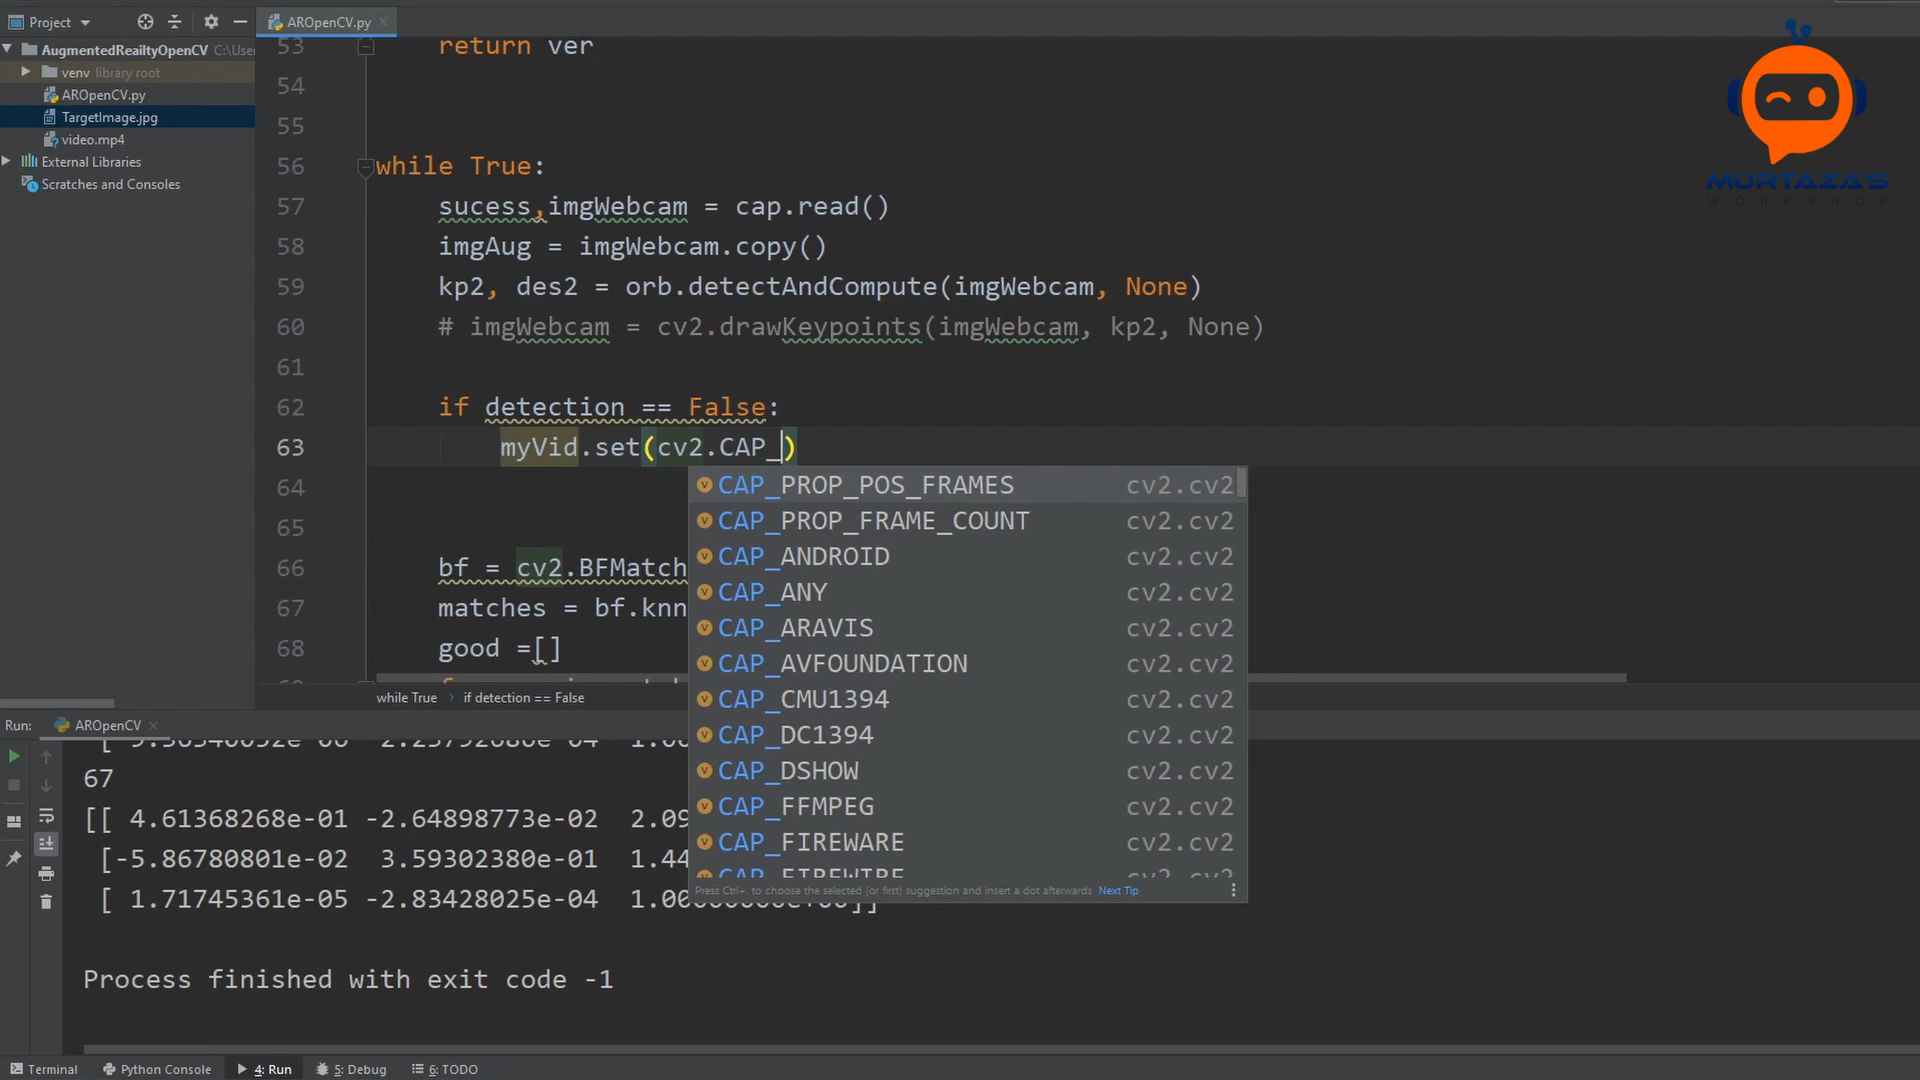 Project
AROpenCV.py
AugmentedRealityOpenCV C:\Use
venv library root
AROpenCV.py
TargetImage.jpg
video.mp4
External Libraries
Scratches and Consoles
MURTAZA'S
WORKSHOP
53 return ver
54
55
56 while True:
57 sucess,imgWebcam = cap.read()
58 imgAug = imgWebcam.copy()
59 kp2, des2 = orb.detectAndCompute(imgWebcam, None)
60 # imgWebcam = cv2.drawKeypoints(imgWebcam, kp2, None)
61
62 if detection == False:
63 myVid.set(cv2.CAP_)
64
65
66 bf = cv2.BFMatch
67 matches = bf.knn
68 good =[]
CAP_PROP_POS_FRAMES cv2.cv2
CAP_PROP_FRAME_COUNT cv2.cv2
CAP_ANDROID cv2.cv2
CAP_ANY cv2.cv2
CAP_ARAVIS cv2.cv2
CAP_AVFOUNDATION cv2.cv2
CAP_CMU1394 cv2.cv2
CAP_DC1394 cv2.cv2
CAP_DSHOW cv2.cv2
CAP_FFMPEG cv2.cv2
CAP_FIREWARE cv2.cv2
CAP_FIREWIRE cv2.cv2
Press Ctrl+. to choose the selected (or first) suggestion and insert a dot afterwards Next Tip
while True > if detection == False
Run: AROpenCV
67
[[ 4.61368268e-01 -2.64898773e-02 2.09
[-5.86780801e-02 3.59302380e-01 1.44
[ 1.71745361e-05 -2.83428025e-04 1.00000000e+00]]
Process finished with exit code -1
Terminal Python Console 4: Run 5: Debug 6: TODO